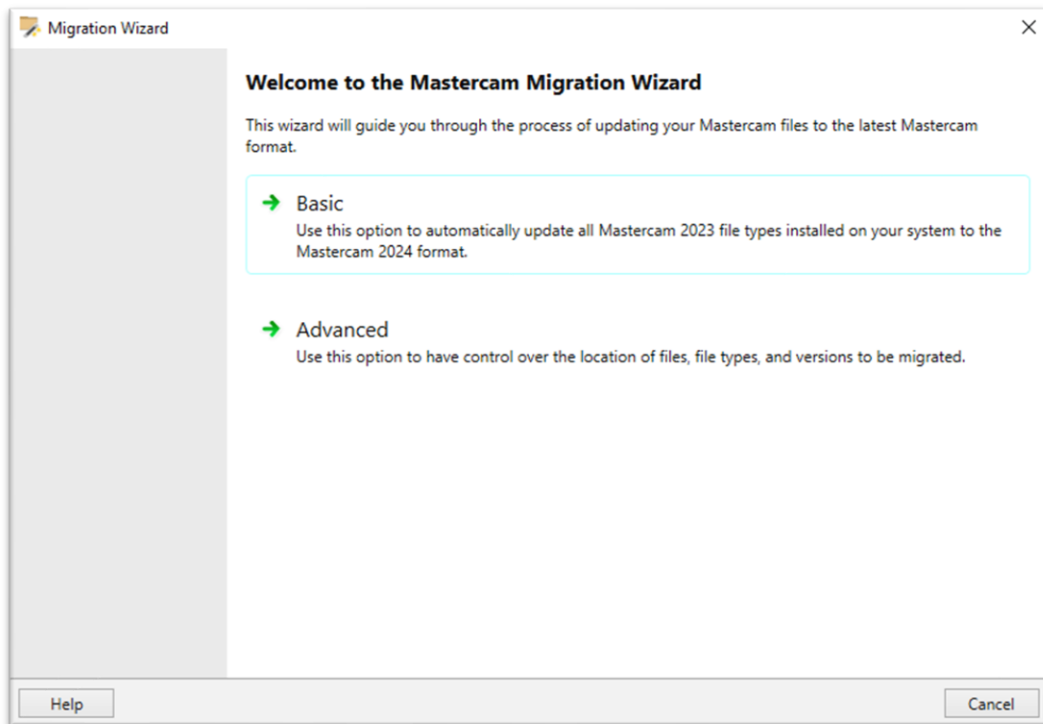 Migration Wizard
Welcome to the Mastercam Migration Wizard
This wizard will guide you through the process of updating your Mastercam files to the latest Mastercam
format.
Basic
Use this option to automatically update all Mastercam 2023 file types installed on your system to the
Mastercam 2024 format.
Advanced
Use this option to have control over the location of files, file types, and versions to be migrated.
Help
Cancel